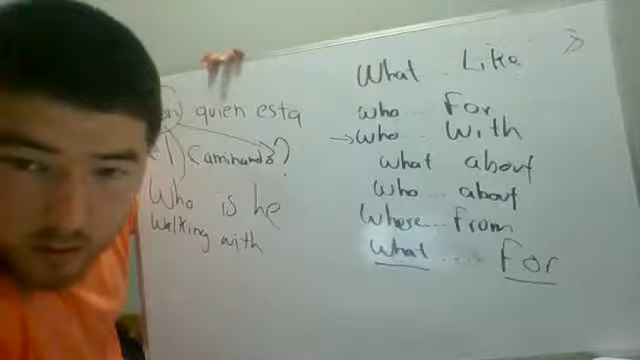 quien esta
Caminando?
Who is he
Walking with
What Like
who For
→ who with
what about
who ... about
Where... From
what .... For